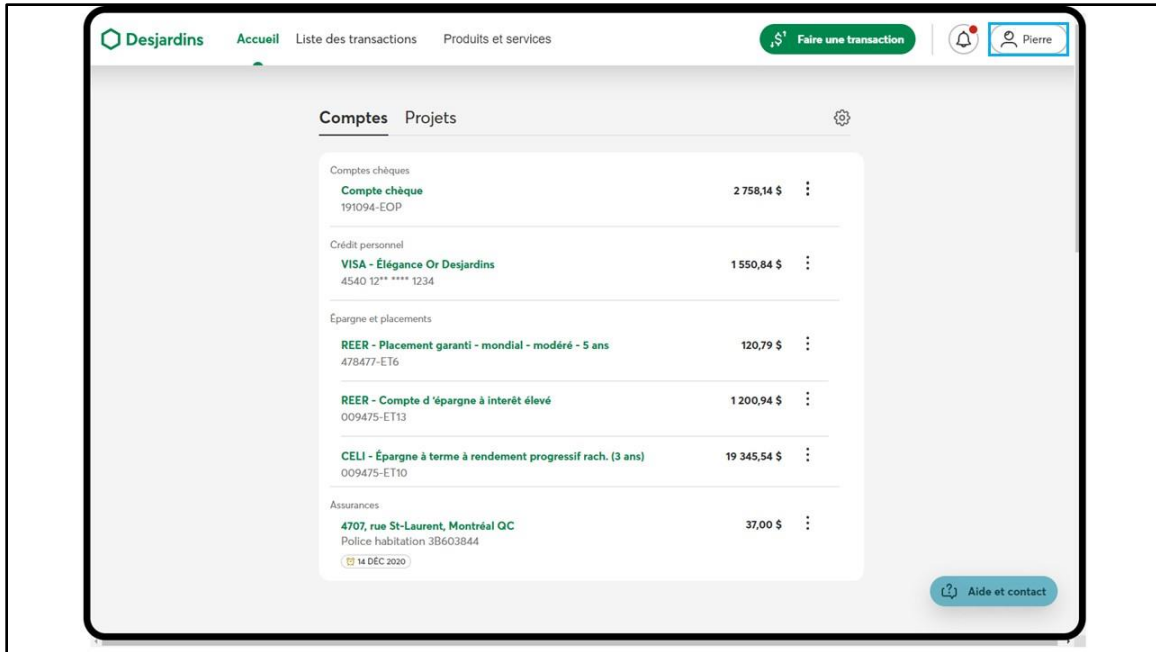 Desjardins Accueil Liste des transactions Produits et services Faire une transaction Pierre
Comptes Projets
Comptes chèques
Compte chèque 2 758,14 $
191094-EOP
Crédit personnel
VISA - Élégance Or Desjardins 1 550,84 $
4540 12** **** 1234
Épargne et placements
REER - Placement garanti - mondial - modéré - 5 ans 120,79 $
478477-ET6
REER - Compte d 'épargne à interêt élevé 1 200,94 $
009475-ET13
CELI - Épargne à terme à rendement progressif rach. (3 ans) 19 345,54 $
009475-ET10
Assurances
4707, rue St-Laurent, Montréal QC 37,00 $
Police habitation 3B603844
14 DÉC 2020
Aide et contact